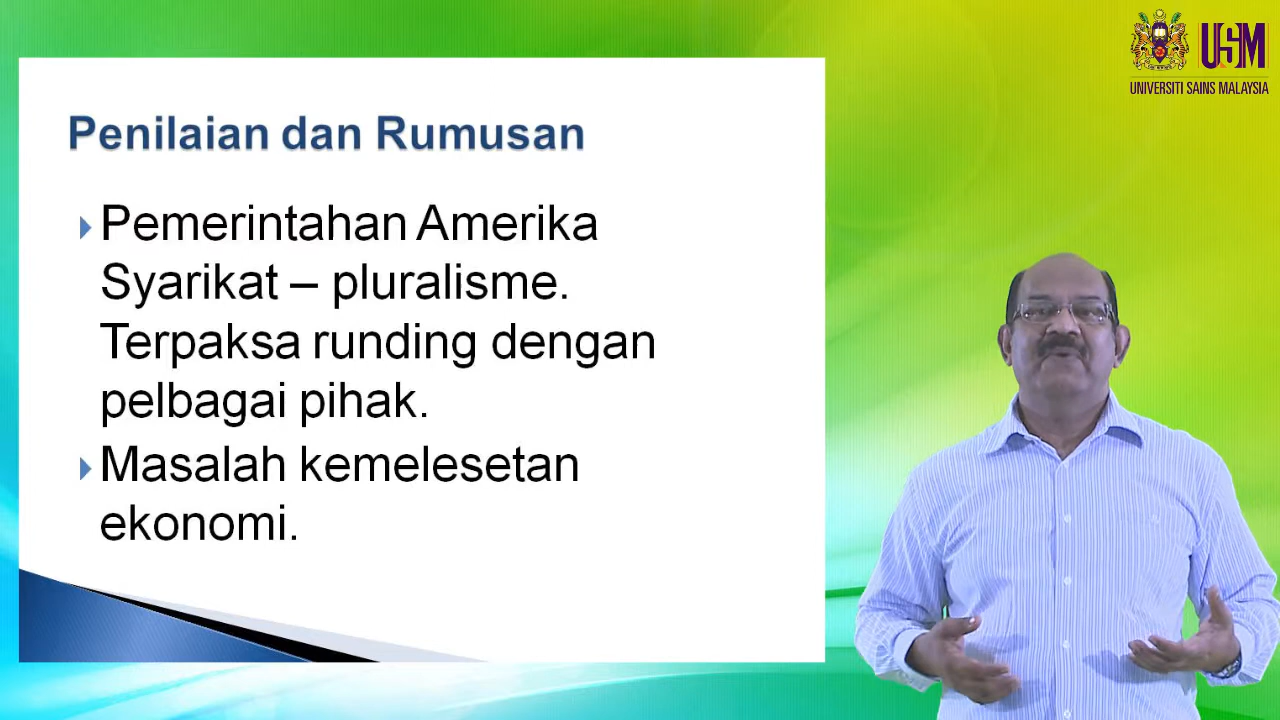 Penilaian dan Rumusan
Pemerintahan Amerika
Syarikat – pluralisme.
Terpaksa runding dengan
pelbagai pihak.
Masalah kemelesetan
ekonomi.
USM
UNIVERSITI SAINS MALAYSIA